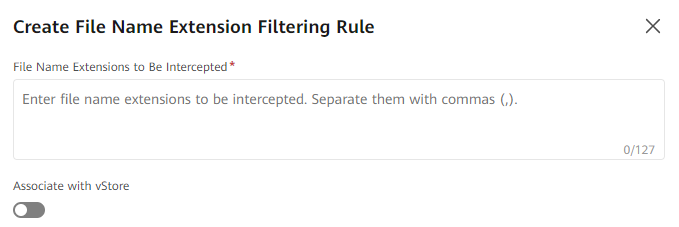 Create File Name Extension Filtering Rule
File Name Extensions to Be Intercepted*
Enter file name extensions to be intercepted. Separate them with commas (,).
0/127
Associate with vStore